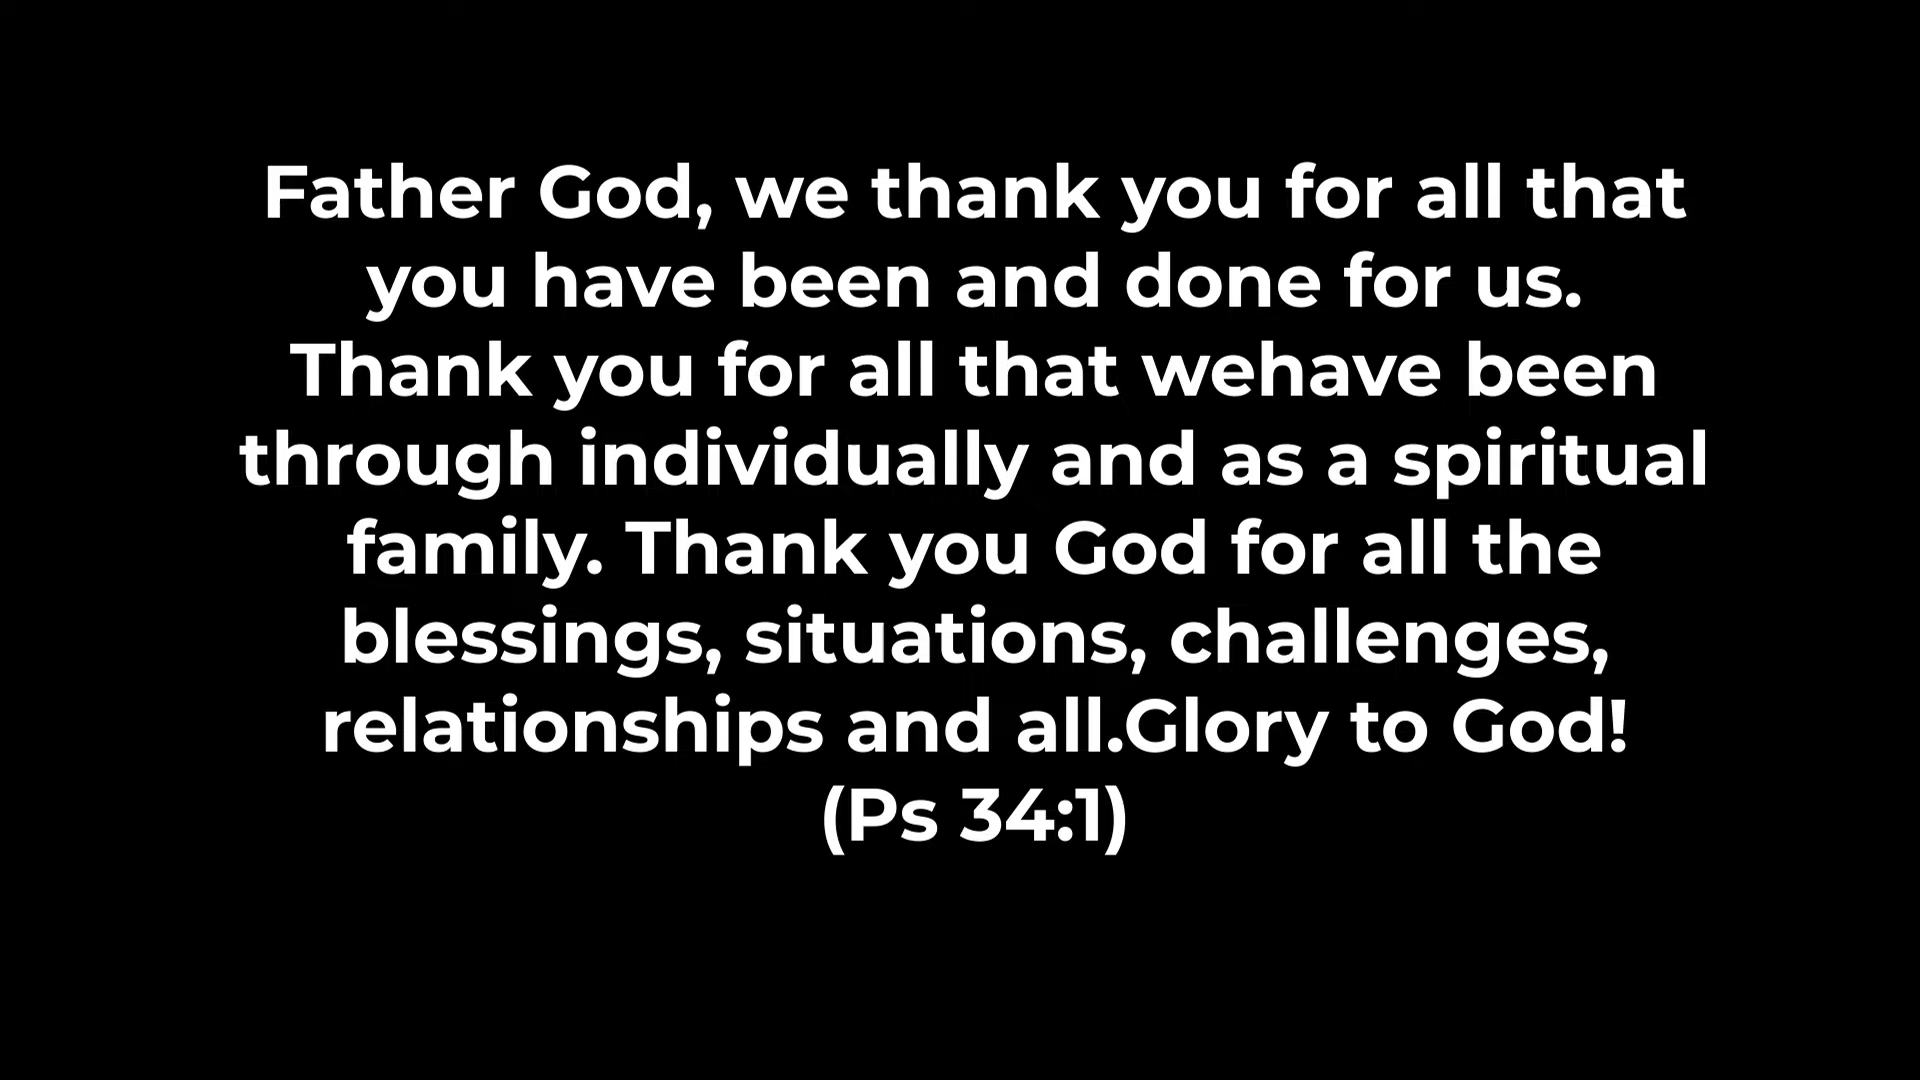 Father God, we thank you for all that
you have been and done for us.
Thank you for all that wehave been
through individually and as a spiritual
family. Thank you God for all the
blessings, situations, challenges,
relationships and all.Glory to God!
(Ps 34:1)